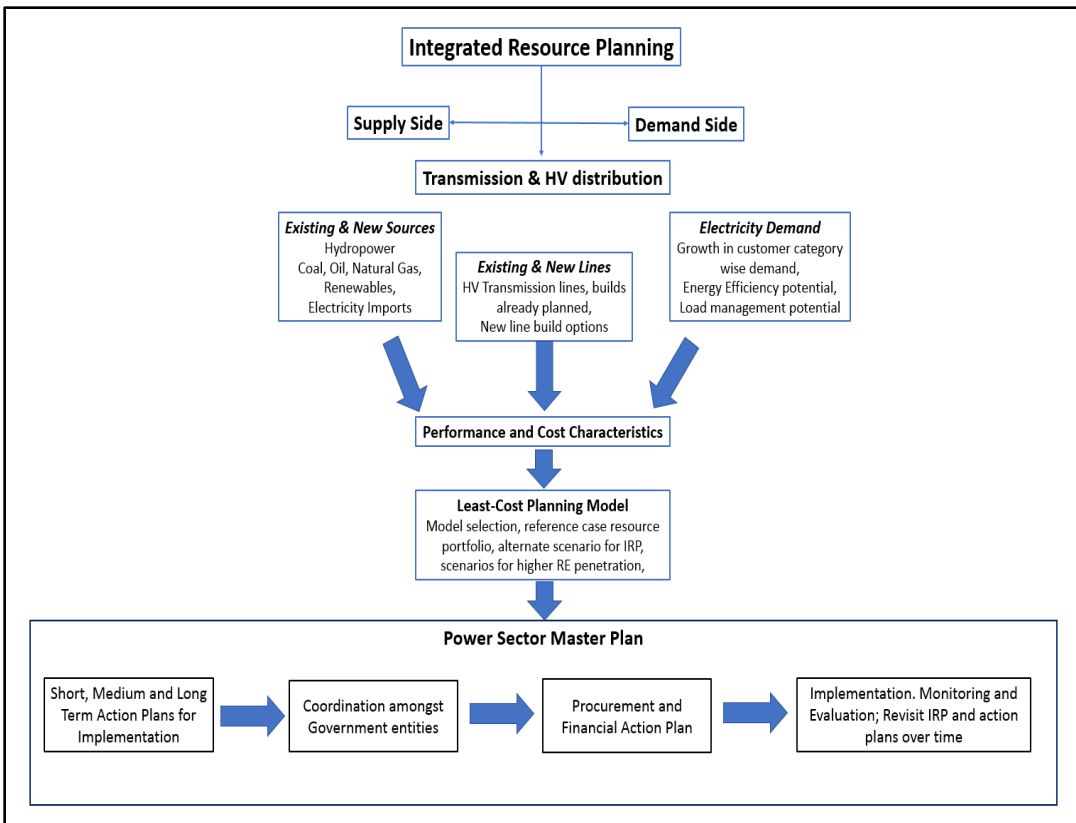 Integrated Resource Planning
Supply Side
Demand Side
Transmission & HV distribution
Existing & New Sources
Hydropower
Coal, Oil, Natural Gas,
Renewables,
Electricity Imports
Existing & New Lines
HV Transmission lines, builds
already planned,
New line build options
Electricity Demand
Growth in customer category
wise demand,
Energy Efficiency potential,
Load management potential
Performance and Cost Characteristics
Least-Cost Planning Model
Model selection, reference case resource
portfolio, alternate scenario for IRP,
scenarios for higher RE penetration,
Power Sector Master Plan
Short, Medium and Long
Term Action Plans for
Implementation
Coordination amongst
Government entities
Procurement and
Financial Action Plan
Implementation. Monitoring and
Evaluation; Revisit IRP and action
plans over time